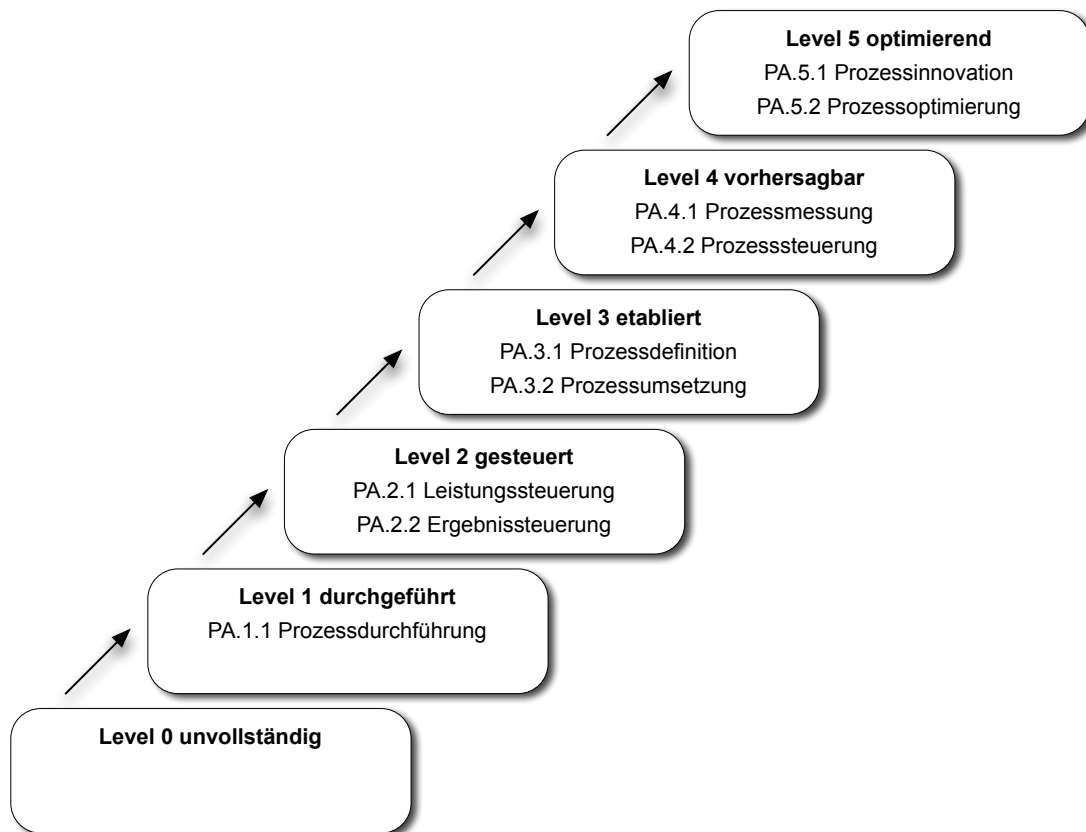 Level 5 optimierend
PA.5.1 Prozessinnovation
PA.5.2 Prozessoptimierung
Level 4 vorhersagbar
PA.4.1 Prozessmessung
PA.4.2 Prozesssteuerung
Level 3 etabliert
PA.3.1 Prozessdefinition
PA.3.2 Prozessumsetzung
Level 2 gesteuert
PA.2.1 Leistungssteuerung
PA.2.2 Ergebnissteuerung
Level 1 durchgeführt
PA.1.1 Prozessdurchführung
Level 0 unvollständig